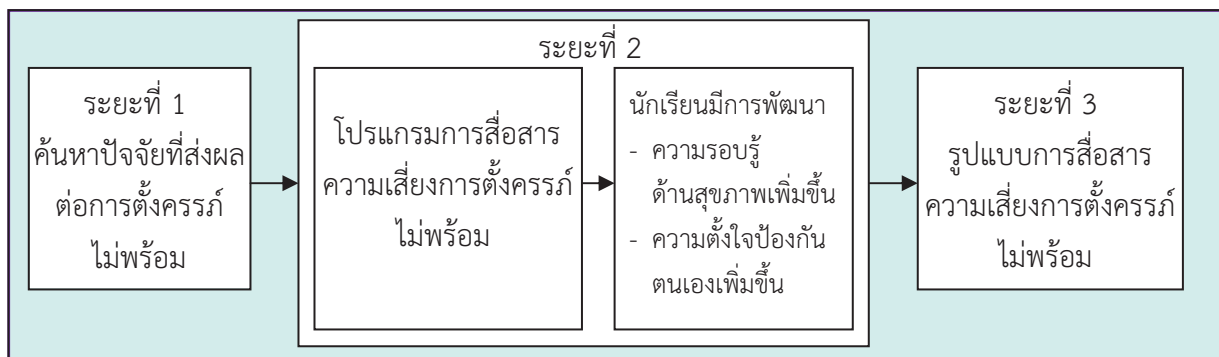 ระยะที่ 1
ค้นหาปัจจัยที่ส่งผล
ต่อการตั้งครรภ์
ไม่พร้อม
ระยะที่ 2
โปรแกรมการสื่อสาร
ความเสี่ยงการตั้งครรภ์
ไม่พร้อม
นักเรียนมีการพัฒนา
- ความรอบรู้
ด้านสุขภาพเพิ่มขึ้น
- ความตั้งใจป้องกัน
ตนเองเพิ่มขึ้น
ระยะที่ 3
รูปแบบการสื่อสาร
ความเสี่ยงการตั้งครรภ์
ไม่พร้อม